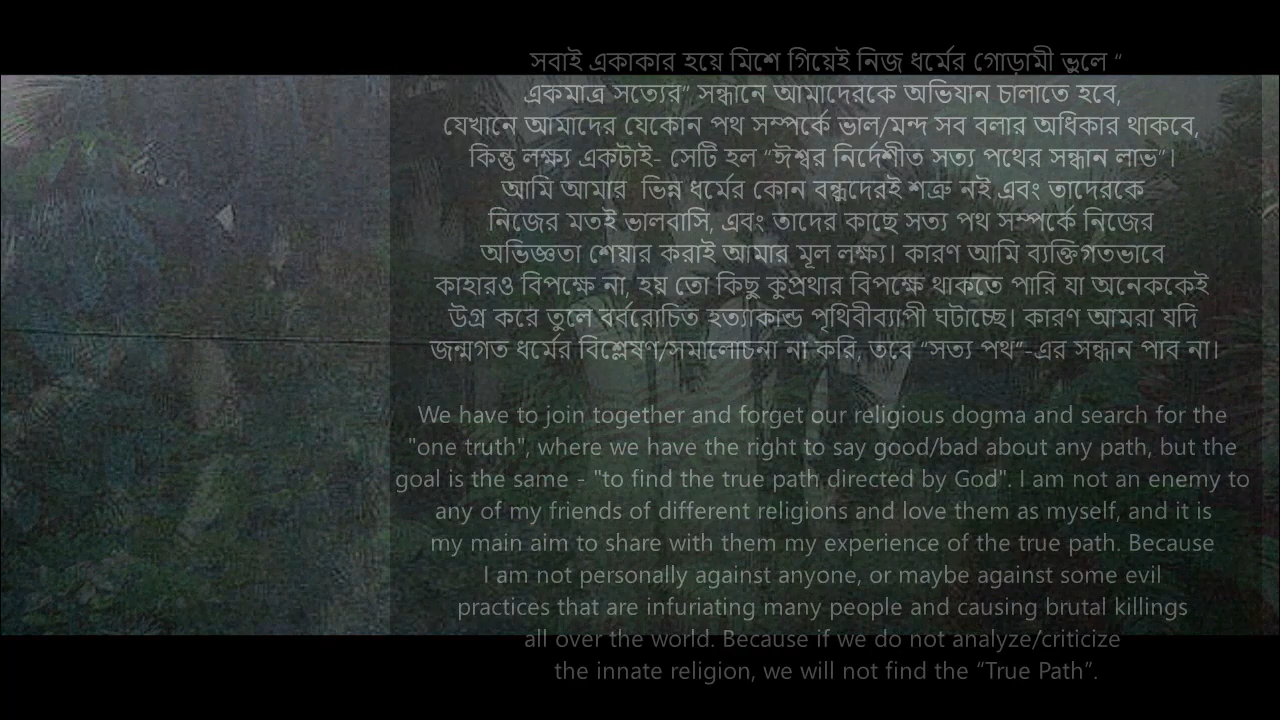 সবাই একাকার হয়ে মিশে গিয়েই নিজ ধর্মের গোড়ামী ভুলে “
একমাত্র সত্যের” সন্ধানে আমাদেরকে অভিযান চালাতে হবে,
যেখানে আমাদের যেকোন পথ সম্পর্কে ভাল/মন্দ সব বলার অধিকার থাকবে,
কিন্তু লক্ষ্য একটাই- সেটি হল “ঈশ্বর নির্দেশীত সত্য পথের সন্ধান লাভ”।
আমি আমার ভিন্ন ধর্মের কোন বন্ধুদেরই শত্রু নই এবং তাদেরকে
নিজের মতই ভালবাসি, এবং তাদের কাছে সত্য পথ সম্পর্কে নিজের
অভিজ্ঞতা শেয়ার করাই আমার মূল লক্ষ্য। কারণ আমি ব্যক্তিগতভাবে
কাহারও বিপক্ষে না, হয় তো কিছু কুপ্রথার বিপক্ষে থাকতে পারি যা অনেককেই
উগ্র করে তুলে বর্বরোচিত হত্যাকান্ড পৃথিবীব্যাপী ঘটাচ্ছে। কারণ আমরা যদি
জন্মগত ধর্মের বিশ্লেষণ/সমালোচনা না করি, তবে “সত্য পথ”-এর সন্ধান পাব না।
We have to join together and forget our religious dogma and search for the
"one truth", where we have the right to say good/bad about any path, but the
goal is the same - "to find the true path directed by God". I am not an enemy to
any of my friends of different religions and love them as myself, and it is
my main aim to share with them my experience of the true path. Because
I am not personally against anyone, or maybe against some evil
practices that are infuriating many people and causing brutal killings
all over the world. Because if we do not analyze/criticize
the innate religion, we will not find the “True Path”.